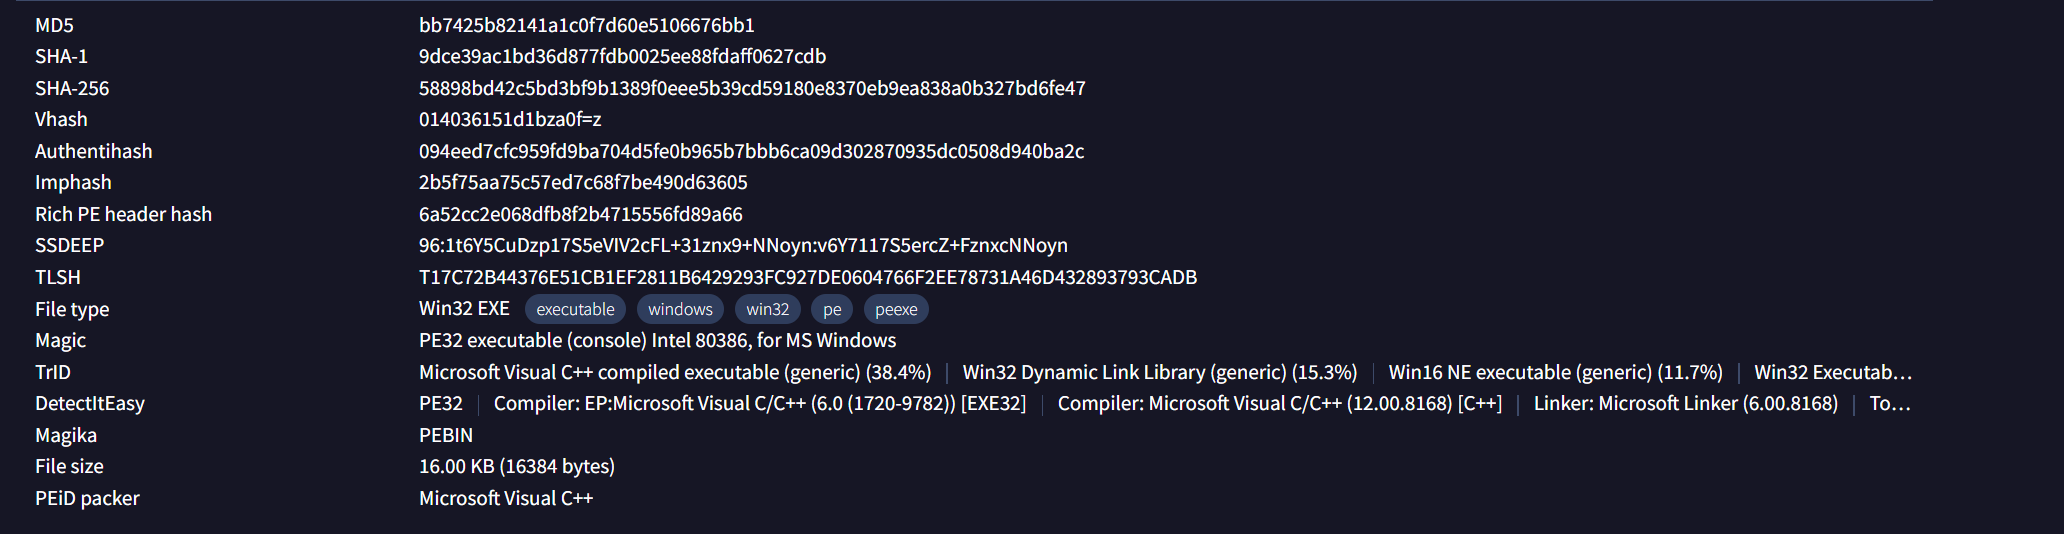 MD5 bb7425b82141a1c0f7d60e5106676bb1
SHA-1 9dce39ac1bd36d877fdb0025ee88fdaff0627cdb
SHA-256 58898bd42c5bd3bf9b1389f0eee5b39cd59180e8370eb9ea838a0b327bd6fe47
Vhash 014036151d1bza0f=z
Authentihash 094eed7cfc959fd9ba704d5fe0b965b7bbb6ca09d302870935dc0508d940ba2c
Imphash 2b5f75aa75c57ed7c68f7be490d63605
Rich PE header hash 6a52cc2e068dfb8f2b4715556fd89a66
SSDEEP 96:1t6Y5CuDzp17S5eVIV2cFL+31znx9+NNoyn:v6Y7117S5ercZ+FznxcNNoyn
TLSH T17C72B44376E51CB1EF2811B6429293FC927DE0604766F2EE78731A46D432893793CADB
File type Win32 EXE executable windows win32 pe peexe
Magic PE32 executable (console) Intel 80386, for MS Windows
TrID Microsoft Visual C++ compiled executable (generic) (38.4%) | Win32 Dynamic Link Library (generic) (15.3%) | Win16 NE executable (generic) (11.7%) | Win32 Executab…
DetectItEasy PE32 | Compiler: EP:Microsoft Visual C/C++ (6.0 (1720-9782)) [EXE32] | Compiler: Microsoft Visual C/C++ (12.00.8168) [C++] | Linker: Microsoft Linker (6.00.8168) | To…
Magika PEBIN
File size 16.00 KB (16384 bytes)
PEiD packer Microsoft Visual C++